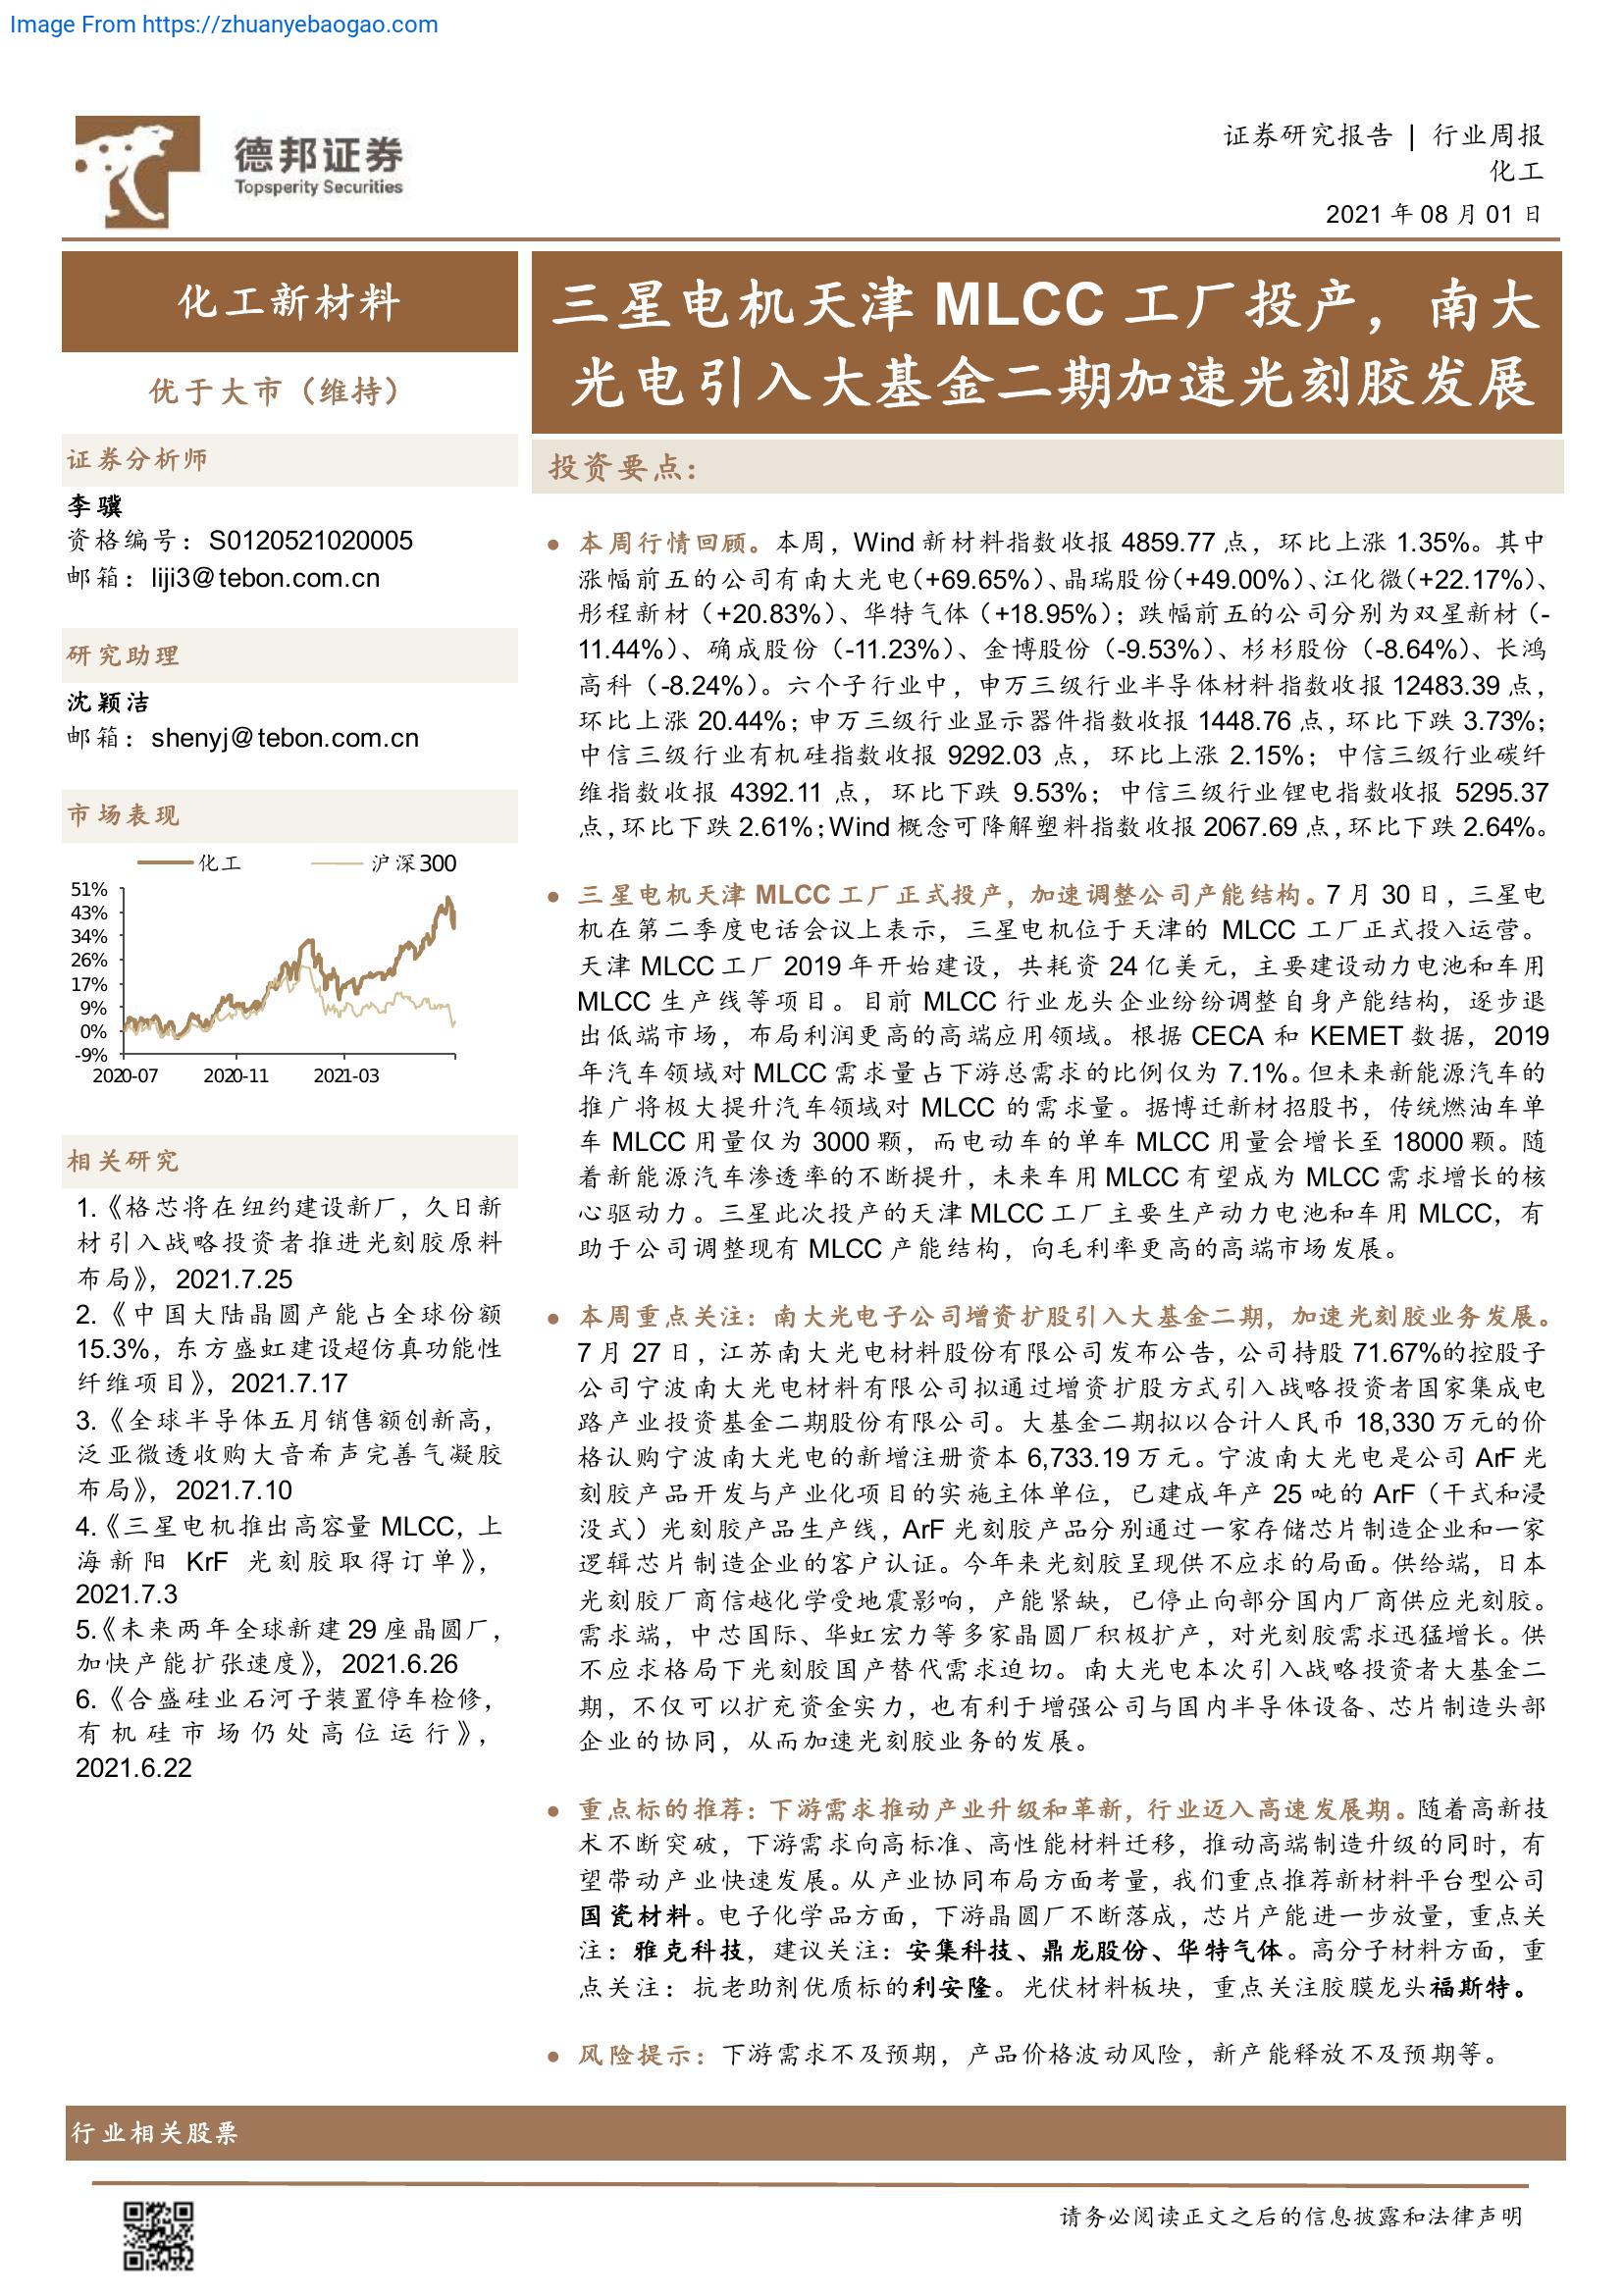 Image From https://zhuanyebaogao.com
德邦证券
Topsperity Securities
证券研究报告 | 行业周报
化工
2021 年 08 月 01 日
化工新材料
优于大市（维持）
证券分析师
李骥
资格编号：S0120521020005
邮箱：liji3@tebon.com.cn
研究助理
沈颖洁
邮箱：shenyj@tebon.com.cn
市场表现
化工 沪深300
51%
43%
34%
26%
17%
9%
0%
-9%
2020-07 2020-11 2021-03
相关研究
1.《格芯将在纽约建设新厂，久日新
材引入战略投资者推进光刻胶原料
布局》，2021.7.25
2.《中国大陆晶圆产能占全球份额
15.3%，东方盛虹建设超仿真功能性
纤维项目》，2021.7.17
3.《全球半导体五月销售额创新高，
泛亚微透收购大音希声完善气凝胶
布局》，2021.7.10
4.《三星电机推出高容量 MLCC，上
海新阳 KrF 光刻胶取得订单》，
2021.7.3
5.《未来两年全球新建 29 座晶圆厂，
加快产能扩张速度》，2021.6.26
6.《合盛硅业石河子装置停车检修，
有机硅市场仍处高位运行》，
2021.6.22
三星电机天津 MLCC 工厂投产，南大
光电引入大基金二期加速光刻胶发展
投资要点：
● 本周行情回顾。本周，Wind 新材料指数收报 4859.77 点，环比上涨 1.35%。其中
涨幅前五的公司有南大光电（+69.65%）、晶瑞股份（+49.00%）、江化微（+22.17%）、
彤程新材（+20.83%）、华特气体（+18.95%）；跌幅前五的公司分别为双星新材（-
11.44%）、确成股份（-11.23%）、金博股份（-9.53%）、杉杉股份（-8.64%）、长鸿
高科（-8.24%）。六个子行业中，申万三级行业半导体材料指数收报 12483.39 点，
环比上涨 20.44%；申万三级行业显示器件指数收报 1448.76 点，环比下跌 3.73%；
中信三级行业有机硅指数收报 9292.03 点，环比上涨 2.15%；中信三级行业碳纤
维指数收报 4392.11 点，环比下跌 9.53%；中信三级行业锂电指数收报 5295.37
点，环比下跌 2.61%；Wind 概念可降解塑料指数收报 2067.69 点，环比下跌 2.64%。
● 三星电机天津 MLCC 工厂正式投产，加速调整公司产能结构。7 月 30 日，三星电
机在第二季度电话会议上表示，三星电机位于天津的 MLCC 工厂正式投入运营。
天津 MLCC 工厂 2019 年开始建设，共耗资 24 亿美元，主要建设动力电池和车用
MLCC 生产线等项目。目前 MLCC 行业龙头企业纷纷调整自身产能结构，逐步退
出低端市场，布局利润更高的高端应用领域。根据 CECA 和 KEMET 数据，2019
年汽车领域对 MLCC 需求量占下游总需求的比例仅为 7.1%。但未来新能源汽车的
推广将极大提升汽车领域对 MLCC 的需求量。据博迁新材招股书，传统燃油车单
车 MLCC 用量仅为 3000 颗，而电动车的单车 MLCC 用量会增长至 18000 颗。随
着新能源汽车渗透率的不断提升，未来车用 MLCC 有望成为 MLCC 需求增长的核
心驱动力。三星此次投产的天津 MLCC 工厂主要生产动力电池和车用 MLCC，有
助于公司调整现有 MLCC 产能结构，向毛利率更高的高端市场发展。
● 本周重点关注：南大光电子公司增资扩股引入大基金二期，加速光刻胶业务发展。
7 月 27 日，江苏南大光电材料股份有限公司发布公告，公司持股 71.67%的控股子
公司宁波南大光电材料有限公司拟通过增资扩股方式引入战略投资者国家集成电
路产业投资基金二期股份有限公司。大基金二期拟以合计人民币 18,330 万元的价
格认购宁波南大光电的新增注册资本 6,733.19 万元。宁波南大光电是公司 ArF 光
刻胶产品开发与产业化项目的实施主体单位，已建成年产 25 吨的 ArF（干式和浸
没式）光刻胶产品生产线，ArF 光刻胶产品分别通过一家存储芯片制造企业和一家
逻辑芯片制造企业的客户认证。今年来光刻胶呈现供不应求的局面。供给端，日本
光刻胶厂商信越化学受地震影响，产能紧缺，已停止向部分国内厂商供应光刻胶。
需求端，中芯国际、华虹宏力等多家晶圆厂积极扩产，对光刻胶需求迅猛增长。供
不应求格局下光刻胶国产替代需求迫切。南大光电本次引入战略投资者大基金二
期，不仅可以扩充资金实力，也有利于增强公司与国内半导体设备、芯片制造头部
企业的协同，从而加速光刻胶业务的发展。
● 重点标的推荐：下游需求推动产业升级和革新，行业迈入高速发展期。随着高新技
术不断突破，下游需求向高标准、高性能材料迁移，推动高端制造升级的同时，有
望带动产业快速发展。从产业协同布局方面考量，我们重点推荐新材料平台型公司
国瓷材料。电子化学品方面，下游晶圆厂不断落成，芯片产能进一步放量，重点关
注：雅克科技，建议关注：安集科技、鼎龙股份、华特气体。高分子材料方面，重
点关注：抗老助剂优质标的利安隆。光伏材料板块，重点关注胶膜龙头福斯特。
● 风险提示：下游需求不及预期，产品价格波动风险，新产能释放不及预期等。
行业相关股票
请务必阅读正文之后的信息披露和法律声明